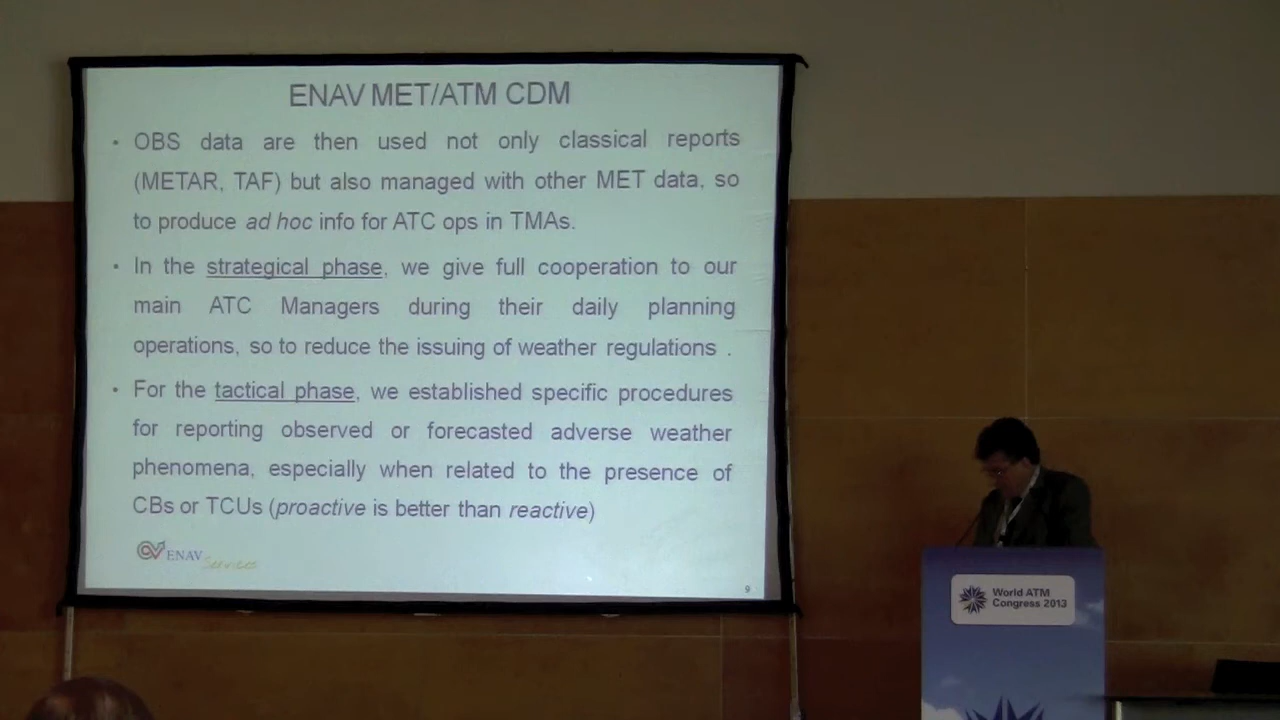 ENAV MET/ATM CDM
• OBS data are then used not only classical reports
(METAR, TAF) but also managed with other MET data, so
to produce ad hoc info for ATC ops in TMAs.
• In the strategical phase, we give full cooperation to our
main ATC Managers during their daily planning
operations, so to reduce the issuing of weather regulations .
• For the tactical phase, we established specific procedures
for reporting observed or forecasted adverse weather
phenomena, especially when related to the presence of
CBs or TCUs (proactive is better than reactive)
ENAV
Services
9
World ATM
Congress 2013